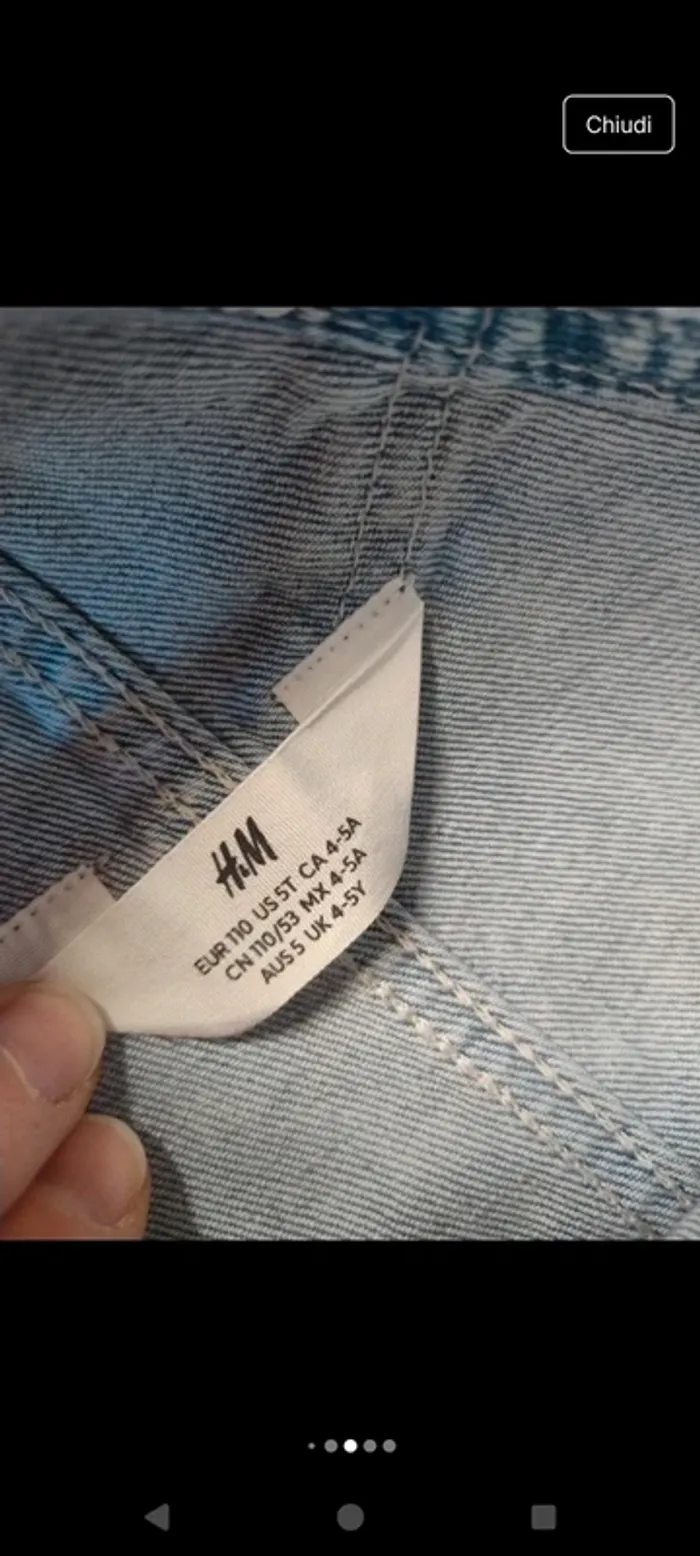 Chiudi
H&M
EUR 110 US 5T CA 4-5A
CN 110/53 MX 4-5A
AUS 5 UK 4-5Y